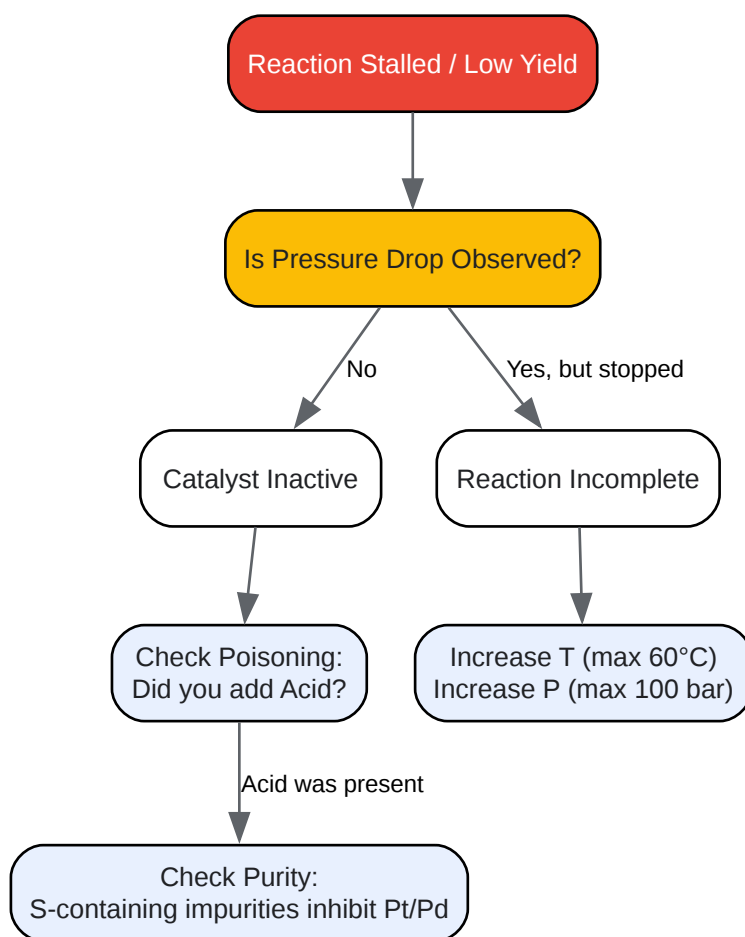 Reaction Stalled / Low Yield
Is Pressure Drop Observed?
No
Yes, but stopped
Catalyst Inactive
Reaction Incomplete
Check Poisoning:
Did you add Acid?
Increase T (max 60°C)
Increase P (max 100 bar)
Acid was present
Check Purity:
S-containing impurities inhibit Pt/Pd